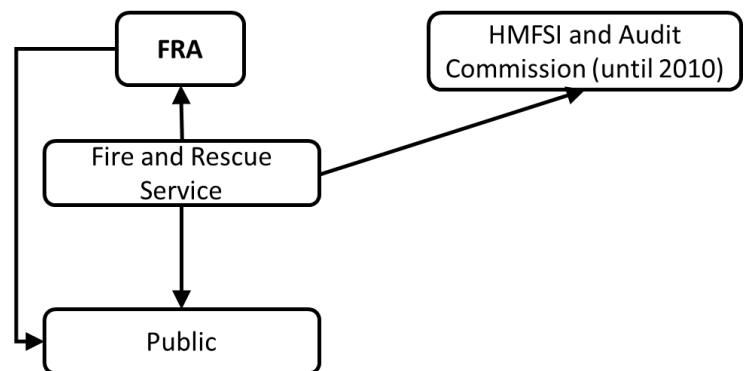 FRA
HMFSI and Audit
Commission (until 2010)
Fire and Rescue
Service
Public